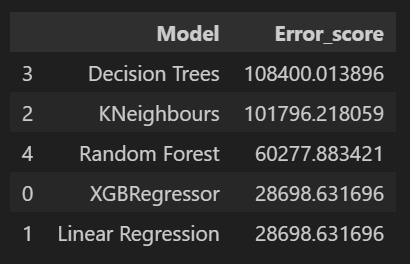 Model Error_score
3 Decision Trees 108400.013896
2 KNeighbours 101796.218059
4 Random Forest 60277.883421
0 XGBRegressor 28698.631696
1 Linear Regression 28698.631696